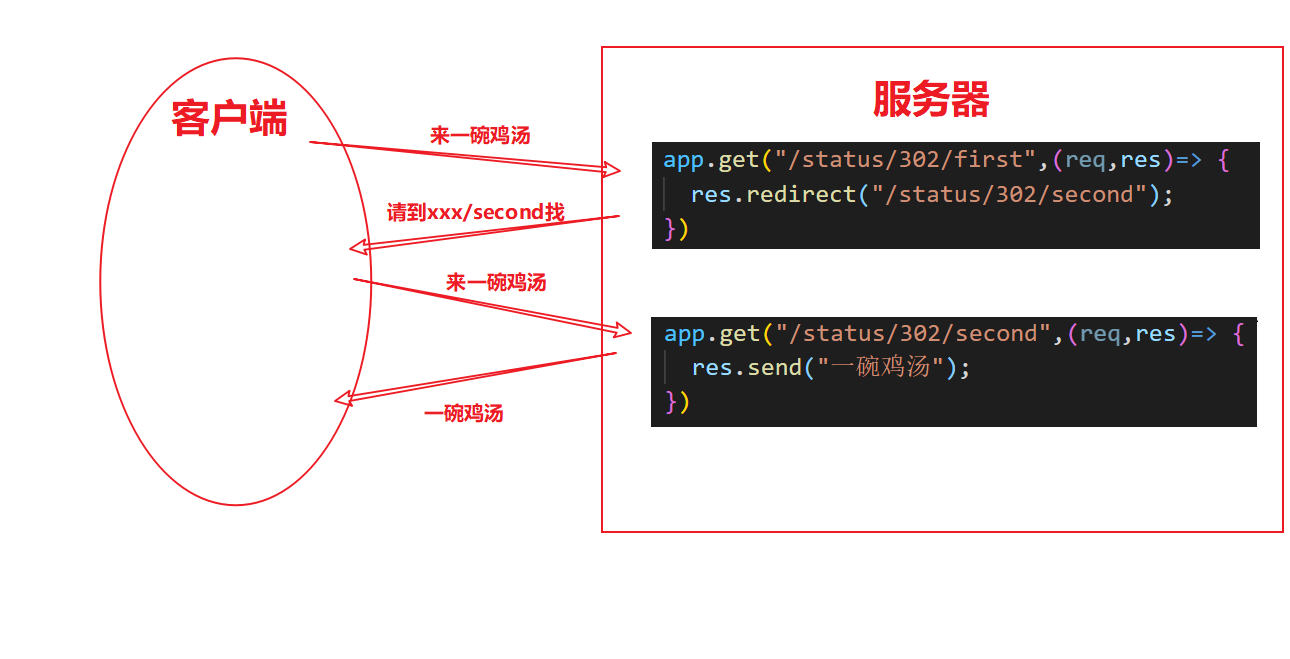 客户端
服务器
来一碗鸡汤
app.get("/status/302/first",(req,res)=> {
res.redirect("/status/302/second");
})
请到xxx/second找
来一碗鸡汤
app.get("/status/302/second",(req,res)=> {
res.send("一碗鸡汤");
})
一碗鸡汤